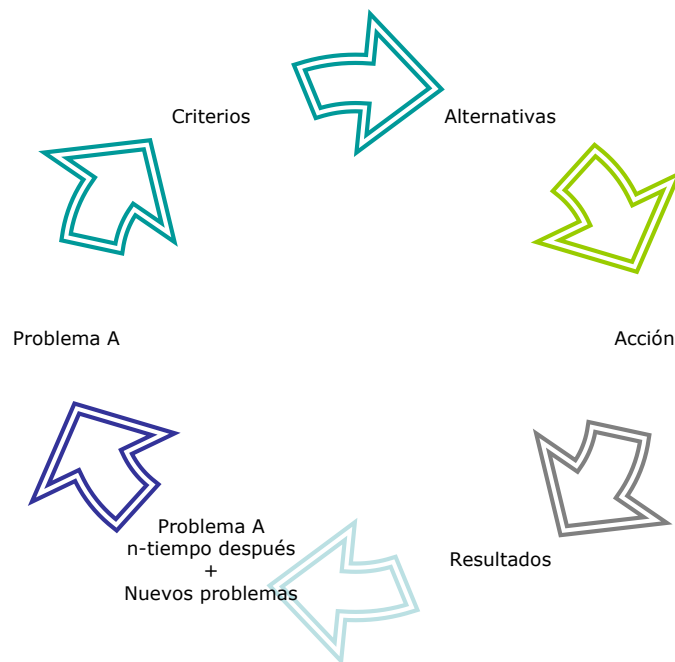 Criterios
Alternativas
Problema A
Acción
Problema A
n-tiempo después
+
Nuevos problemas
Resultados